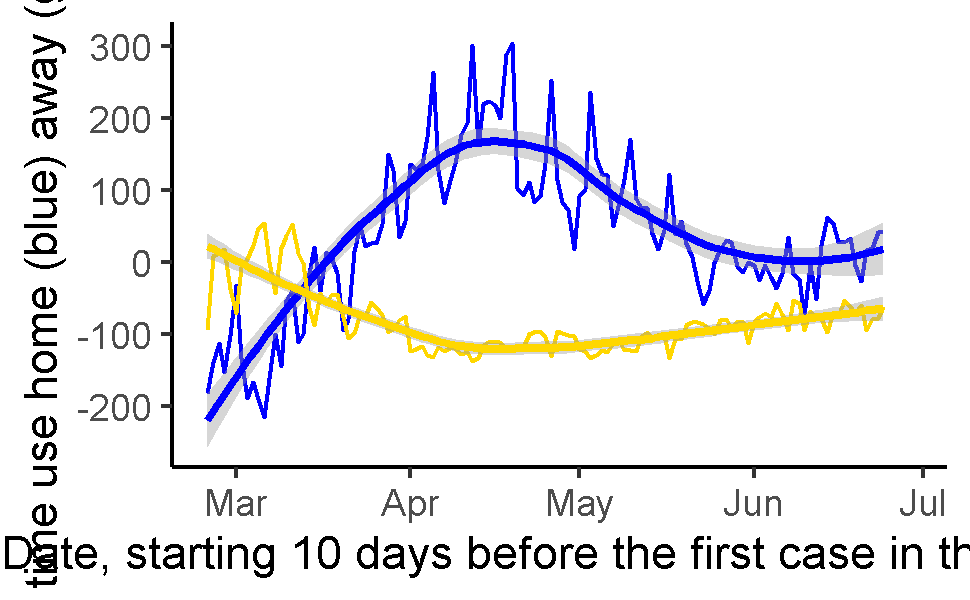 time use home (blue) away (
300
200
100
0
-100
-200
Mar Apr May Jun Jul
Date, starting 10 days before the first case in th